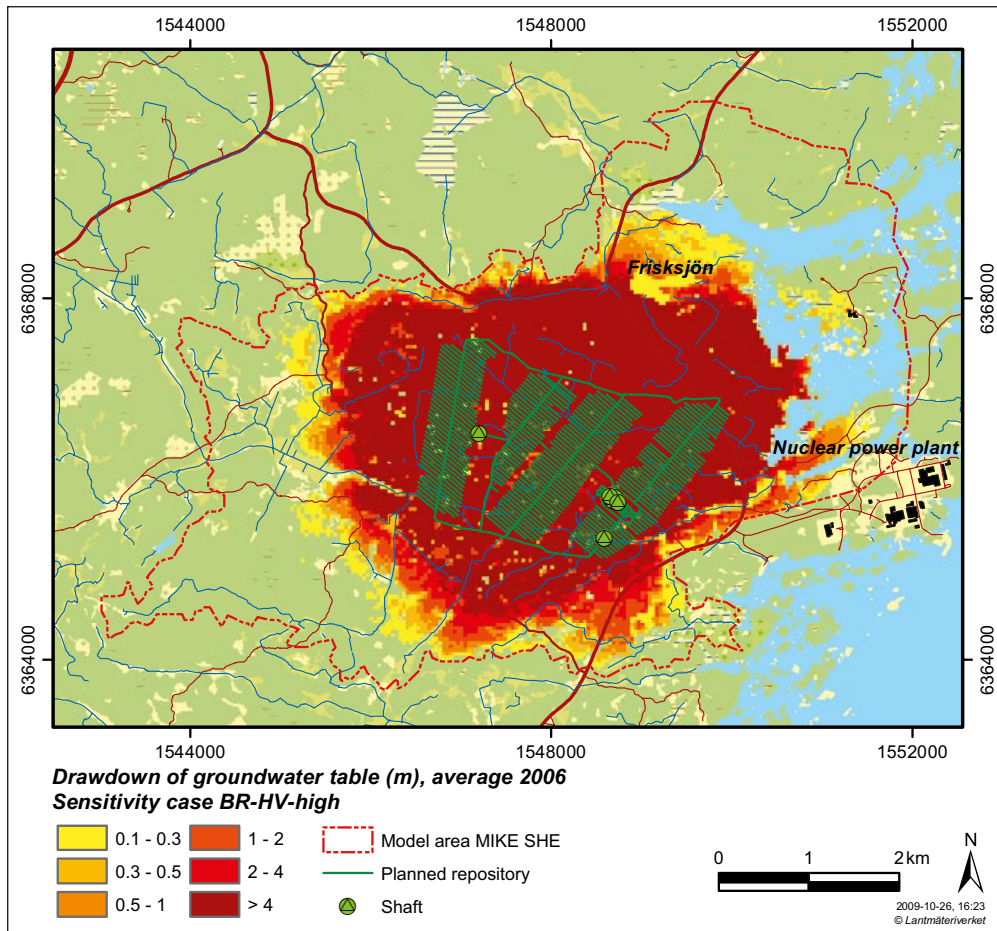 1544000 1548000 1552000
6368000 6368000
6364000 6364000
Frisksjön
Nuclear power plant
1544000 1548000 1552000
Drawdown of groundwater table (m), average 2006
Sensitivity case BR-HV-high
0.1 - 0.3 1 - 2 Model area MIKE SHE
0.3 - 0.5 2 - 4 Planned repository
0.5 - 1 > 4 Shaft
N
0 1 2 km
2009-10-26, 16:23
© Lantmäteriverket